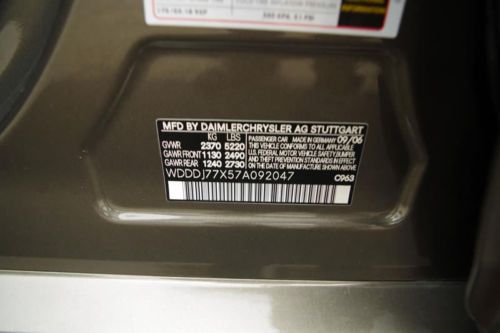 MFD BY DAIMLERCHRYSLER AG STUTTGART
KG LBS PASSENGER CAR MADE IN GERMANY 09/06
GVWR 2370 5220 THIS VEHICLE CONFORMS TO ALL APPLICABLE
GAWR FRONT 1130 2490 U.S. FEDERAL MOTOR VEHICLE SAFETY, BUMPER,
GAWR REAR 1240 2730 AND THEFT PREVENTION STANDARDS IN EFFECT
ON THE DATE OF MANUFACTURE SHOWN ABOVE.
WDDDJ77X57A092047
C963